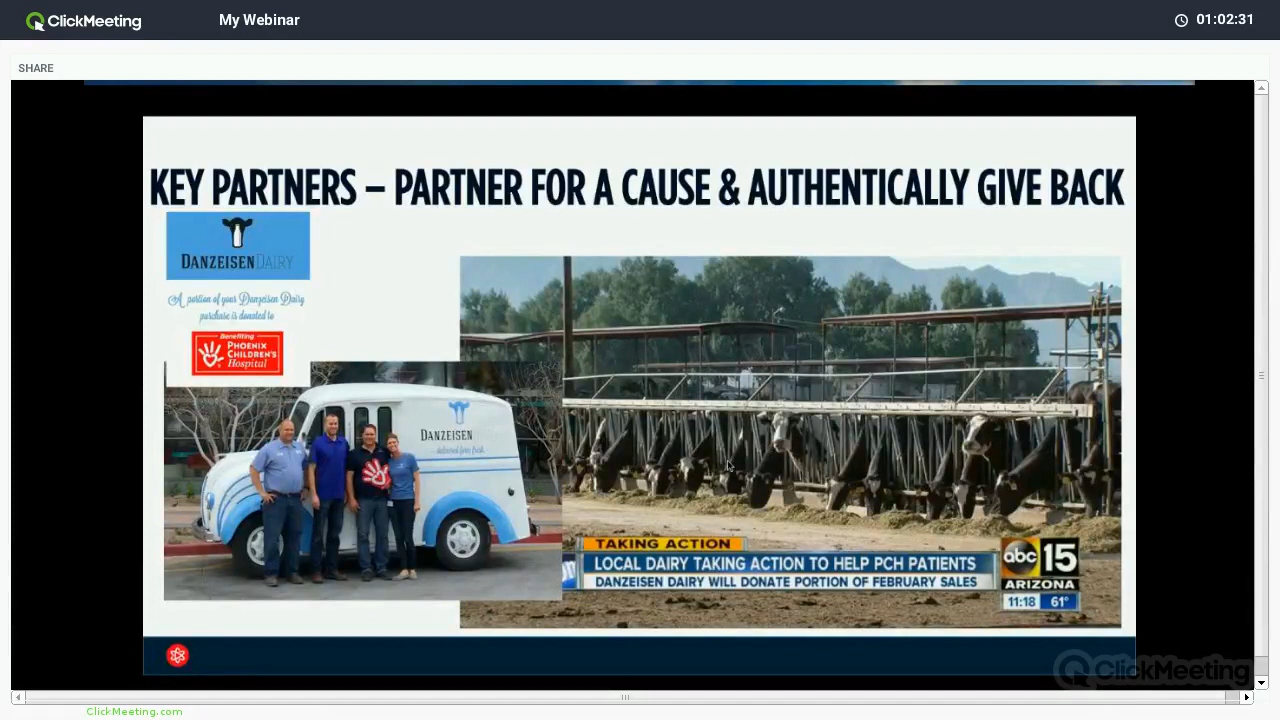 ClickMeeting
My Webinar
01:02:31
SHARE
KEY PARTNERS – PARTNER FOR A CAUSE & AUTHENTICALLY GIVE BACK
DANZEISEN DAIRY
A portion of your Danzeisen Dairy
purchase is donated to
Benefiting
PHOENIX
CHILDREN'S
Hospital
DANZEISEN
delivered farm fresh.
TAKING ACTION
LOCAL DAIRY TAKING ACTION TO HELP PCH PATIENTS
DANZEISEN DAIRY WILL DONATE PORTION OF FEBRUARY SALES
abc 15
ARIZONA
11:18 61°
ClickMeeting
ClickMeeting.com